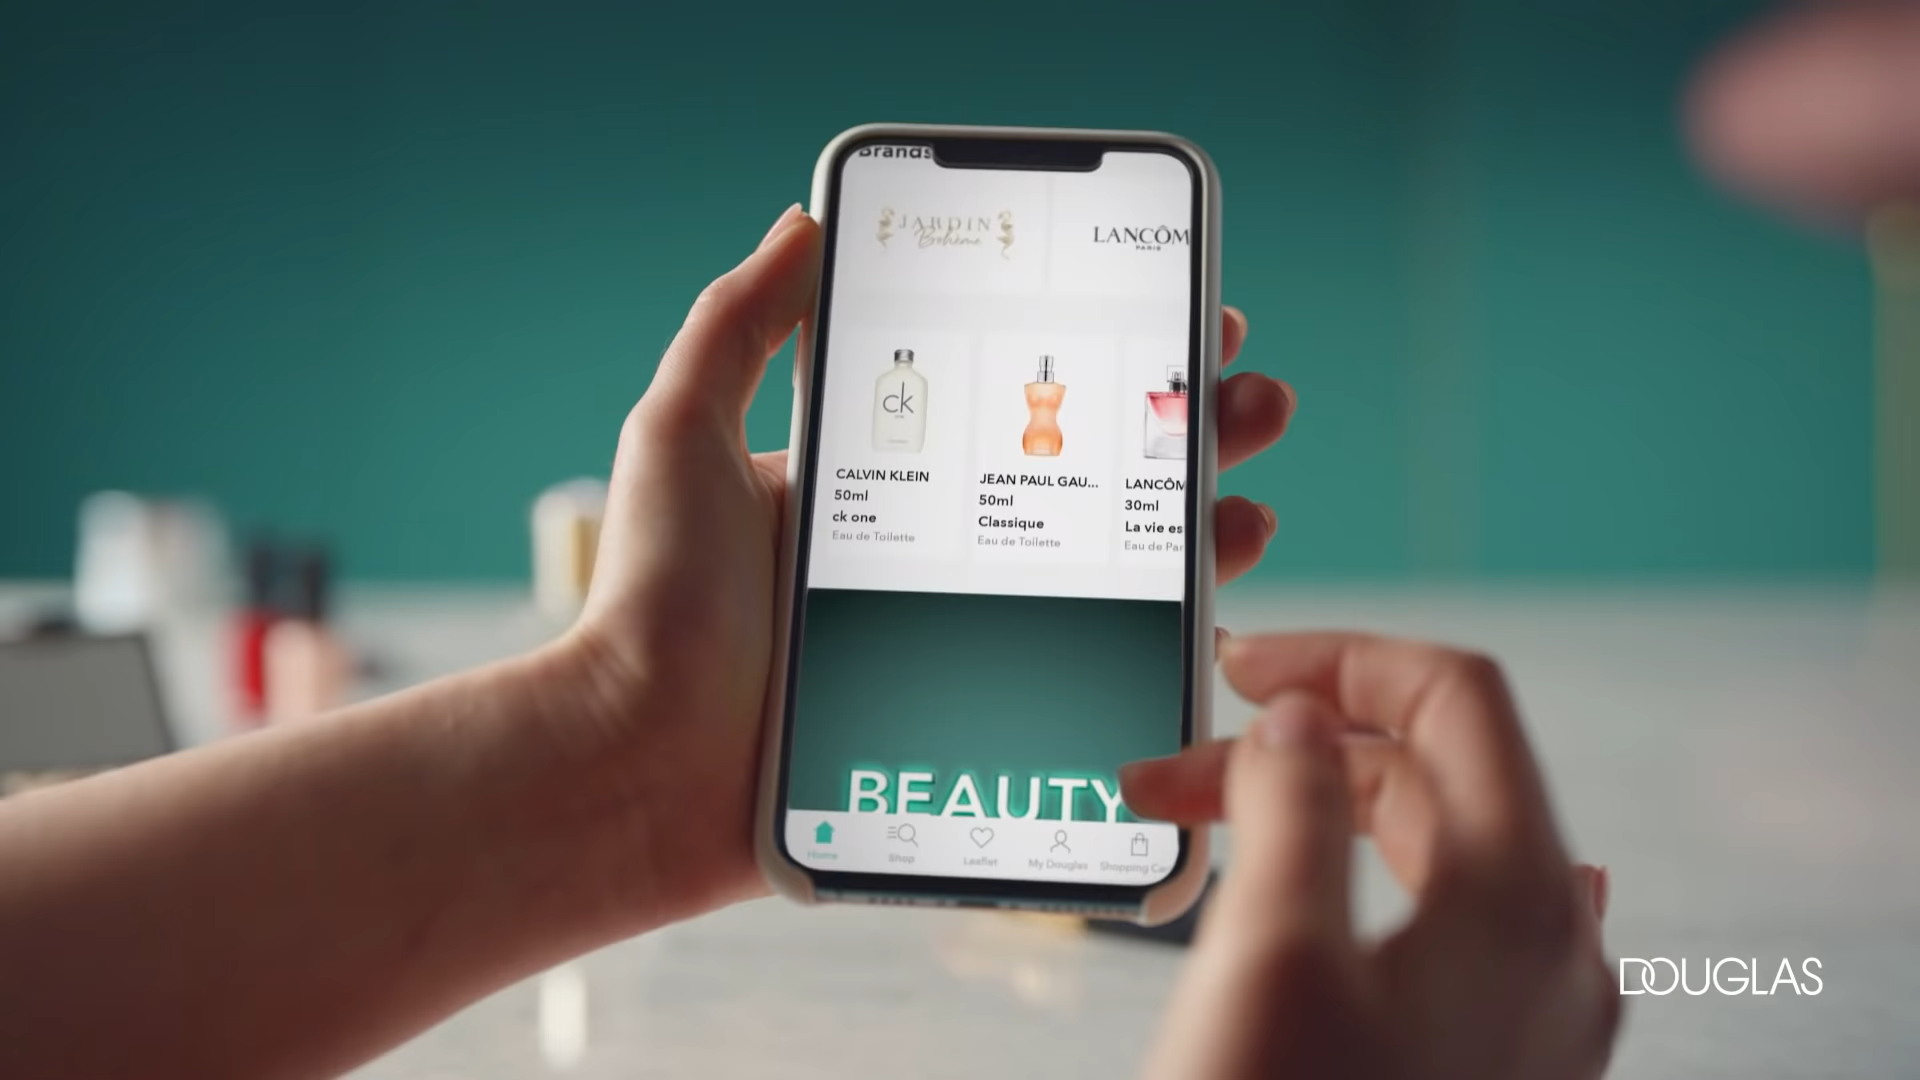 Brands
JARDIN
Bohème
LANCÔM
PARIS
ck
CALVIN KLEIN
50ml
ck one
Eau de Toilette
JEAN PAUL GAU...
50ml
Classique
Eau de Toilette
LANCÔM
30ml
La vie es
Eau de Par
BEAUTY
Home
Shop
Leaflet
My Douglas
Shopping Ca
DOUGLAS